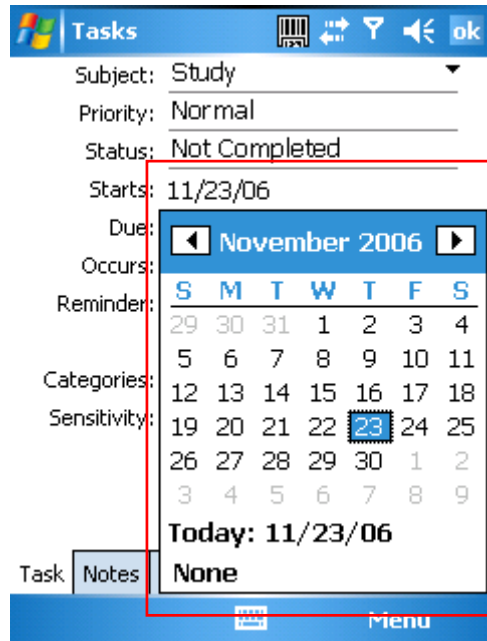 Tasks ok
Subject: Study
Priority: Normal
Status: Not Completed
Starts: 11/23/06
Due:
Occurs:
Reminder:
Categories:
Sensitivity:
November 2006
S M T W T F S
29 30 31 1 2 3 4
5 6 7 8 9 10 11
12 13 14 15 16 17 18
19 20 21 22 23 24 25
26 27 28 29 30 1 2
3 4 5 6 7 8 9
Today: 11/23/06
None
Task Notes
Menu